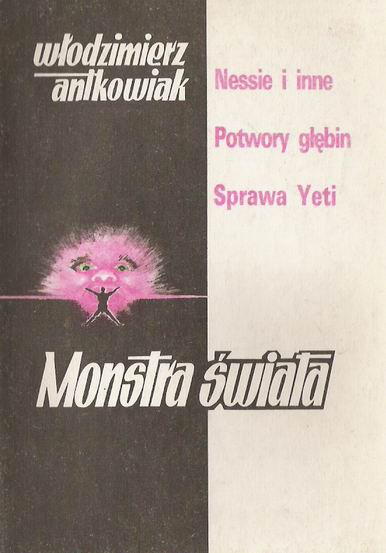 włodzimierz
antkowiak
Nessie i inne
Potwory głębin
Sprawa Yeti
Monstra świata